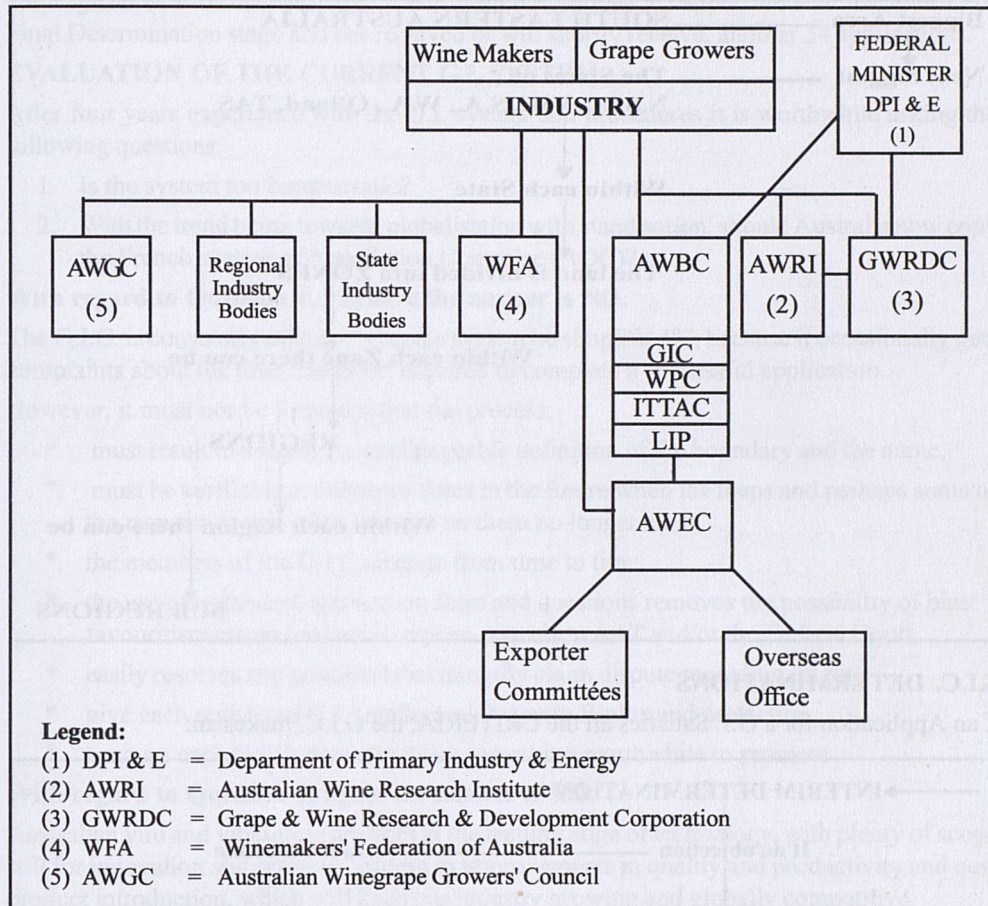 Wine Makers
Grape Growers
INDUSTRY
FEDERAL
MINISTER
DPI & E
(1)
AWGC
(5)
Regional
Industry
Bodies
State
Industry
Bodies
WFA
(4)
AWBC
AWRI
(2)
GWRDC
(3)
GIC
WPC
ITTAC
LIP
AWEC
Exporter
Committées
Overseas
Office
Legend:
(1) DPI & E = Department of Primary Industry & Energy
(2) AWRI = Australian Wine Research Institute
(3) GWRDC = Grape & Wine Research & Development Corporation
(4) WFA = Winmakers' Federation of Australia
(5) AWGC = Australian Winegrape Growers' Council